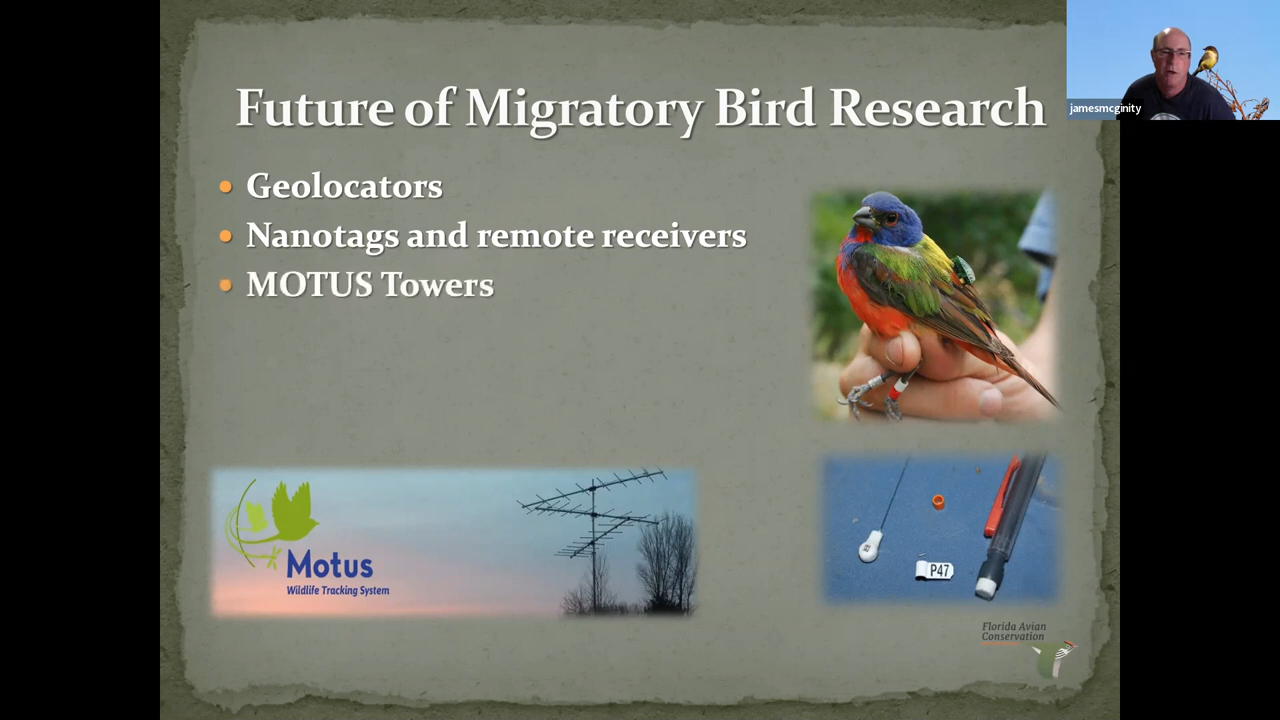 Future of Migratory Bird Research
jamesmcginity
Geolocators
Nanotags and remote receivers
MOTUS Towers
Motus
Wildlife Tracking System
P47
Florida Avian
Conservation